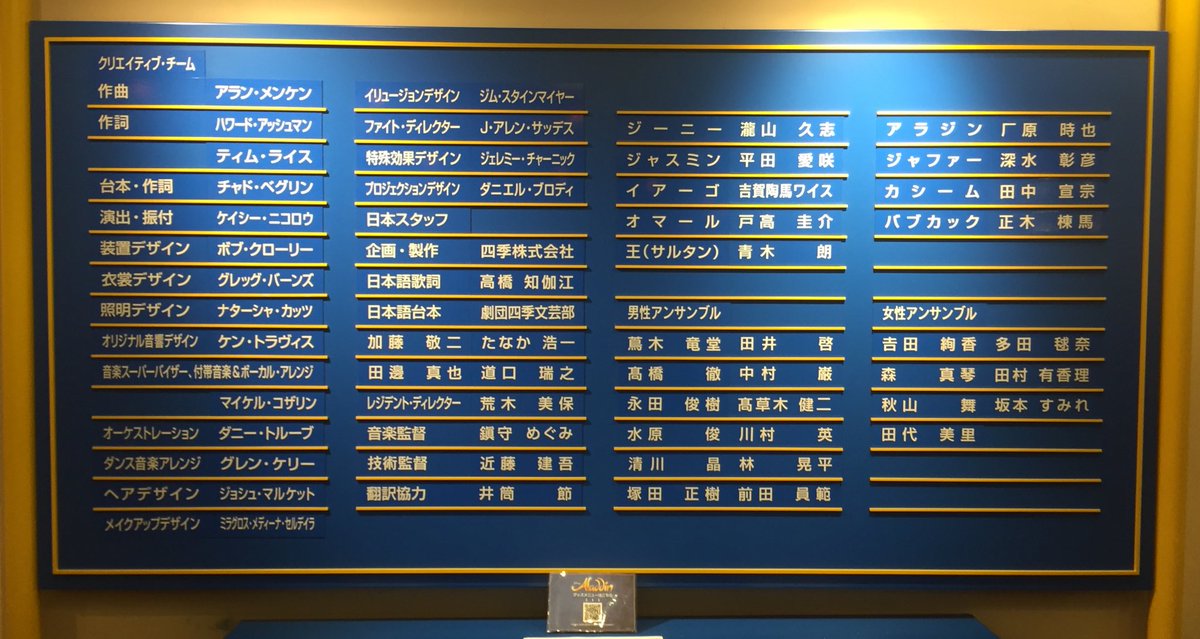 クリエイティブ・チーム
作曲 アラン・メンケン
作詞 ハワード・アッシュマン
ティム・ライス
台本・作詞 チャド・ベグリン
演出・振付 ケイシー・ニコロウ
装置デザイン ボブ・クローリー
衣裳デザイン グレッグ・バーンズ
照明デザイン ナターシャ・カッツ
オリジナル音響デザイン ケン・トラヴィス
音楽スーパーバイザー、付帯音楽&ボーカル・アレンジ
マイケル・コザリン
オーケストレーション ダニー・トルーブ
ダンス音楽アレンジ グレン・ケリー
ヘアデザイン ジョシュ・マルケット
メイクアップデザイン ミラグロス・メディーナ・セルデイラ
イリュージョンデザイン ジム・スタインマイヤー
ファイト・ディレクター J・アレン・サッデス
特殊効果デザイン ジェレミー・チャーニック
プロジェクションデザイン ダニエル・ブロディ
日本スタッフ
企画・製作 四季株式会社
日本語歌詞 高橋 知伽江
日本語台本 劇団四季文芸部
加藤 敬二 たなか 浩一
田邊 真也 道口 瑞之
レジデント・ディレクター 荒木 美保
音楽監督 鎮守 めぐみ
技術監督 近藤 建吾
翻訳協力 井筒 節
ジーニー 瀧山 久志
ジャスミン 平田 愛咲
イアーゴ 吉賀陶馬ワイス
オマール 戸高 圭介
王(サルタン) 青木 朗
男性アンサンブル
蔦木 竜堂 田井 啓
髙橋 徹 中村 巌
永田 俊樹 髙草木 健二
水原 俊 川村 英
清川 晶 林 晃平
塚田 正樹 前田 員範
アラジン 厂原 時也
ジャファー 深水 彰彦
カシーム 田中 宣宗
バブカック 正木 棟馬
女性アンサンブル
吉田 絢香 多田 毬奈
森 真琴 田村 有香理
秋山 舞 坂本 すみれ
田代 美里
Aladdin